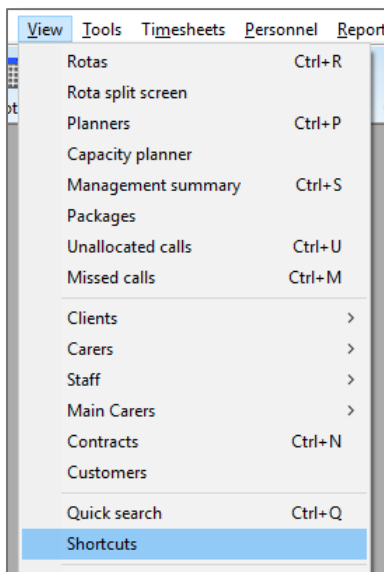 View Tools Timesheets Personnel Report
Rotas Ctrl+R
Rota split screen
Planners Ctrl+P
Capacity planner
Management summary Ctrl+S
Packages
Unallocated calls Ctrl+U
Missed calls Ctrl+M
Clients >
Carers >
Staff >
Main Carers >
Contracts Ctrl+N
Customers
Quick search Ctrl+Q
Shortcuts